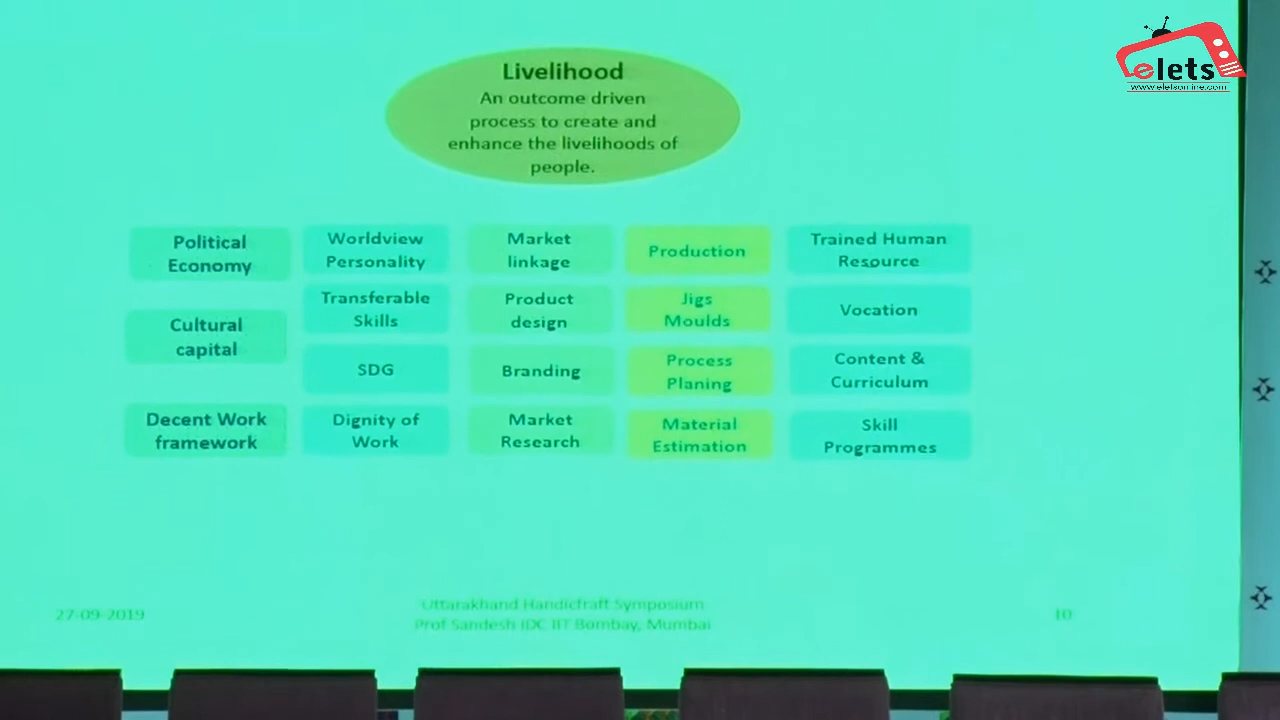 elets
www.eletsonline.com
Livelihood
An outcome driven
process to create and
enhance the livelihoods of
people.
Political
Economy
Cultural
capital
Decent Work
framework
Worldview
Personality
Transferable
Skills
SDG
Dignity of
Work
Market
linkage
Product
design
Branding
Market
Research
Production
Jigs
Moulds
Process
Planing
Material
Estimation
Trained Human
Resource
Vocation
Content &
Curriculum
Skill
Programmes
27-09-2019
Uttarakhand Handicfraft Symposium
Prof Sandesh IDC IIT Bombay, Mumbai
10